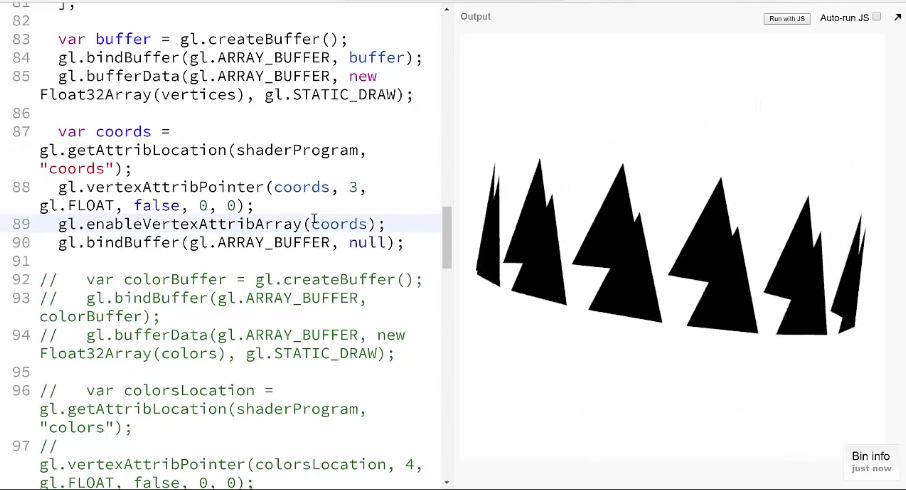 81
],
82
83 var buffer = gl.createBuffer();
84 gl.bindBuffer(gl.ARRAY_BUFFER, buffer);
85 gl.bufferData(gl.ARRAY_BUFFER, new
Float32Array(vertices), gl.STATIC_DRAW);
86
87 var coords =
gl.getAttribLocation(shaderProgram,
"coords");
88 gl.vertexAttribPointer(coords, 3,
gl.FLOAT, false, 0, 0);
89 gl.enableVertexAttribArray(coords);
90 gl.bindBuffer(gl.ARRAY_BUFFER, null);
91
92 // var colorBuffer = gl.createBuffer();
93 // gl.bindBuffer(gl.ARRAY_BUFFER,
colorBuffer);
94 // gl.bufferData(gl.ARRAY_BUFFER, new
Float32Array(colors), gl.STATIC_DRAW);
95
96 // var colorsLocation =
gl.getAttribLocation(shaderProgram,
"colors");
97 //
gl.vertexAttribPointer(colorsLocation, 4,
gl.FLOAT, false, 0, 0);
Output
Run with JS
Auto-run JS
Bin info
just now